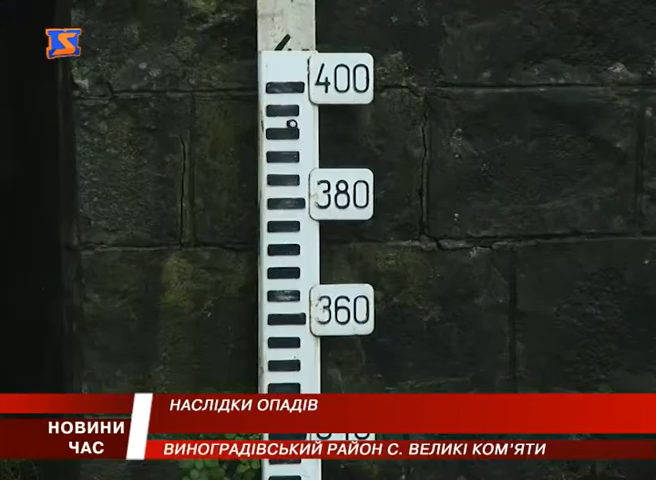 400
380
360
НАСЛІДКИ ОПАДІВ
НОВИНИ
ЧАС
ВИНОГРАДІВСЬКИЙ РАЙОН С. ВЕЛИКІ КОМ'ЯТИ